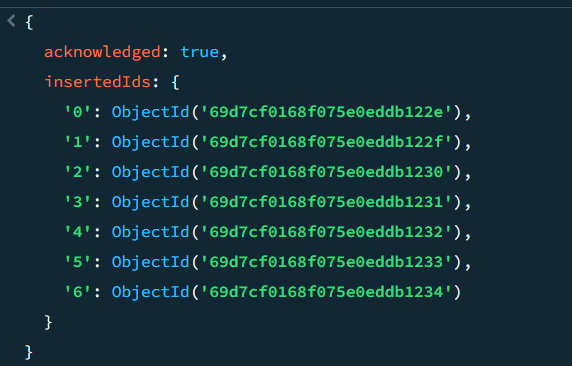 {
acknowledged: true,
insertedIds: {
'0': ObjectId('69d7cf0168f075e0eddb122e'),
'1': ObjectId('69d7cf0168f075e0eddb122f'),
'2': ObjectId('69d7cf0168f075e0eddb1230'),
'3': ObjectId('69d7cf0168f075e0eddb1231'),
'4': ObjectId('69d7cf0168f075e0eddb1232'),
'5': ObjectId('69d7cf0168f075e0eddb1233'),
'6': ObjectId('69d7cf0168f075e0eddb1234')
}
}